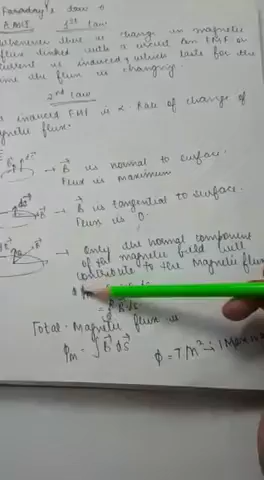 Faraday's Law
1st Law
Whenever there is change in magnetic
flux linked with a circuit an EMF or
current is induced which lasts for the
time the flux is changing.
2nd Law
induced EMF is α Rate of change of
magnetic flux.
B⃗ is normal to surface.
Flux is maximum
B⃗ is tangential to surface.
Flux is 0.
Only the normal component
of the magnetic field will
contribute to the Magnetic flux
ϕm
B ds
Total Magnetic flux is
ϕm = ∫ B⃗ ds⃗
ϕ = T m²